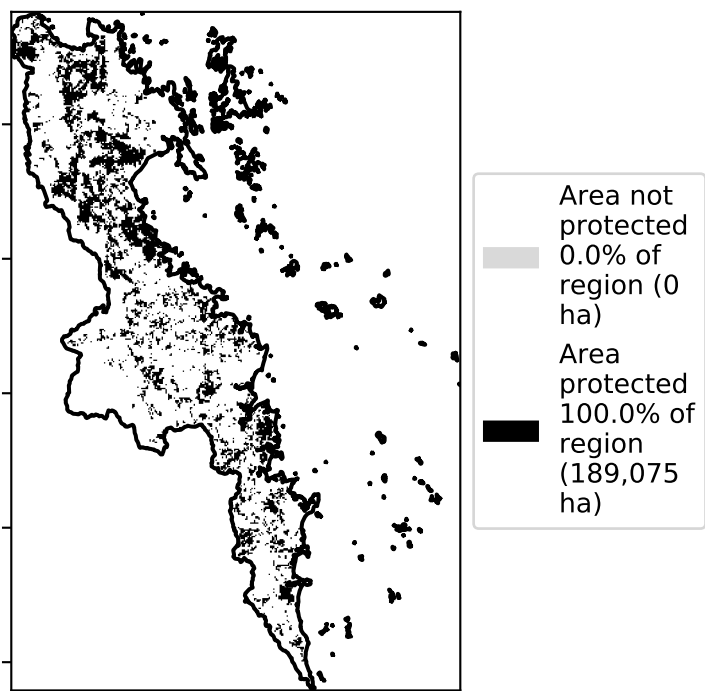 Area not
protected
0.0% of
region (0
ha)
Area
protected
100.0% of
region
(189,075
ha)